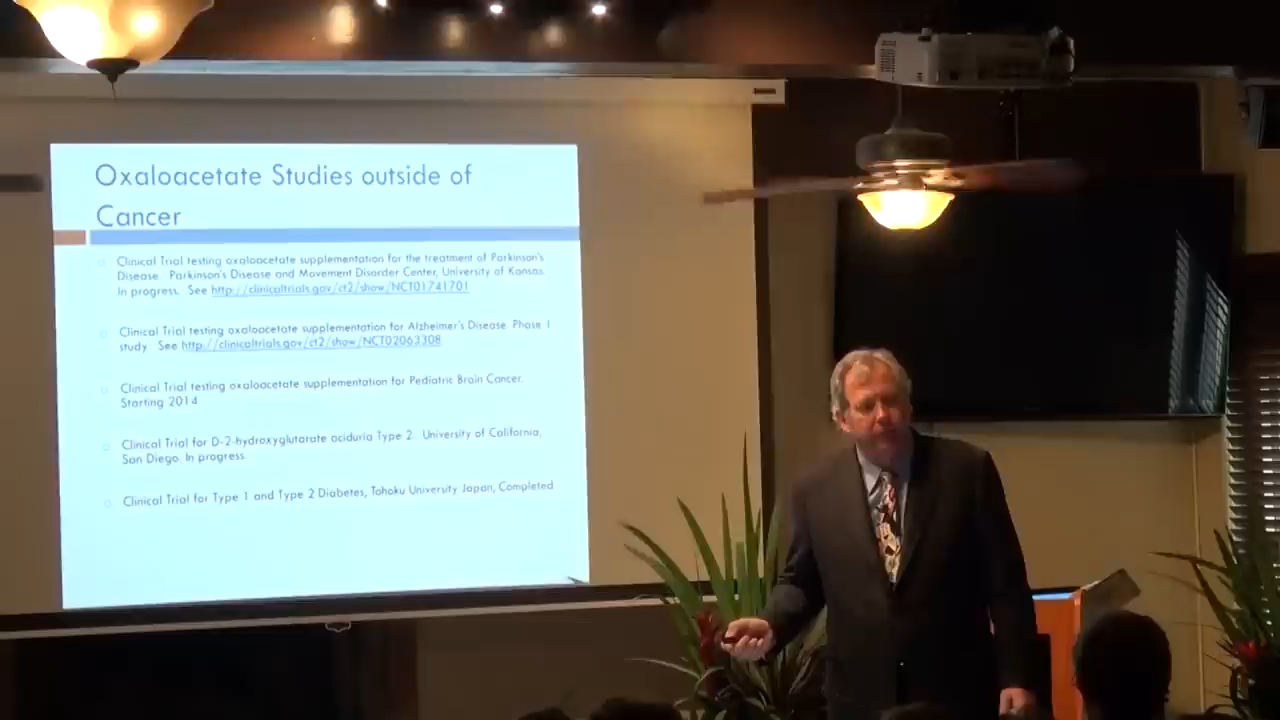 Oxaloacetate Studies outside of
Cancer
Clinical Trial testing oxaloacetate supplementation for the treatment of Parkinson's
Disease. Parkinson's Disease and Movement Disorder Center, University of Kansas.
In progress. See http://clinicaltrials.gov/ct2/show/NCT01741701
Clinical Trial testing oxaloacetate supplementation for Alzheimer's Disease. Phase 1
study. See http://clinicaltrials.gov/ct2/show/NCT02063308
Clinical Trial testing oxaloacetate supplementation for Pediatric Brain Cancer.
Starting 2014
Clinical Trial for D-2-hydroxyglutarate aciduria Type 2. University of California,
San Diego. In progress.
Clinical Trial for Type 1 and Type 2 Diabetes, Tohoku University Japan, Completed